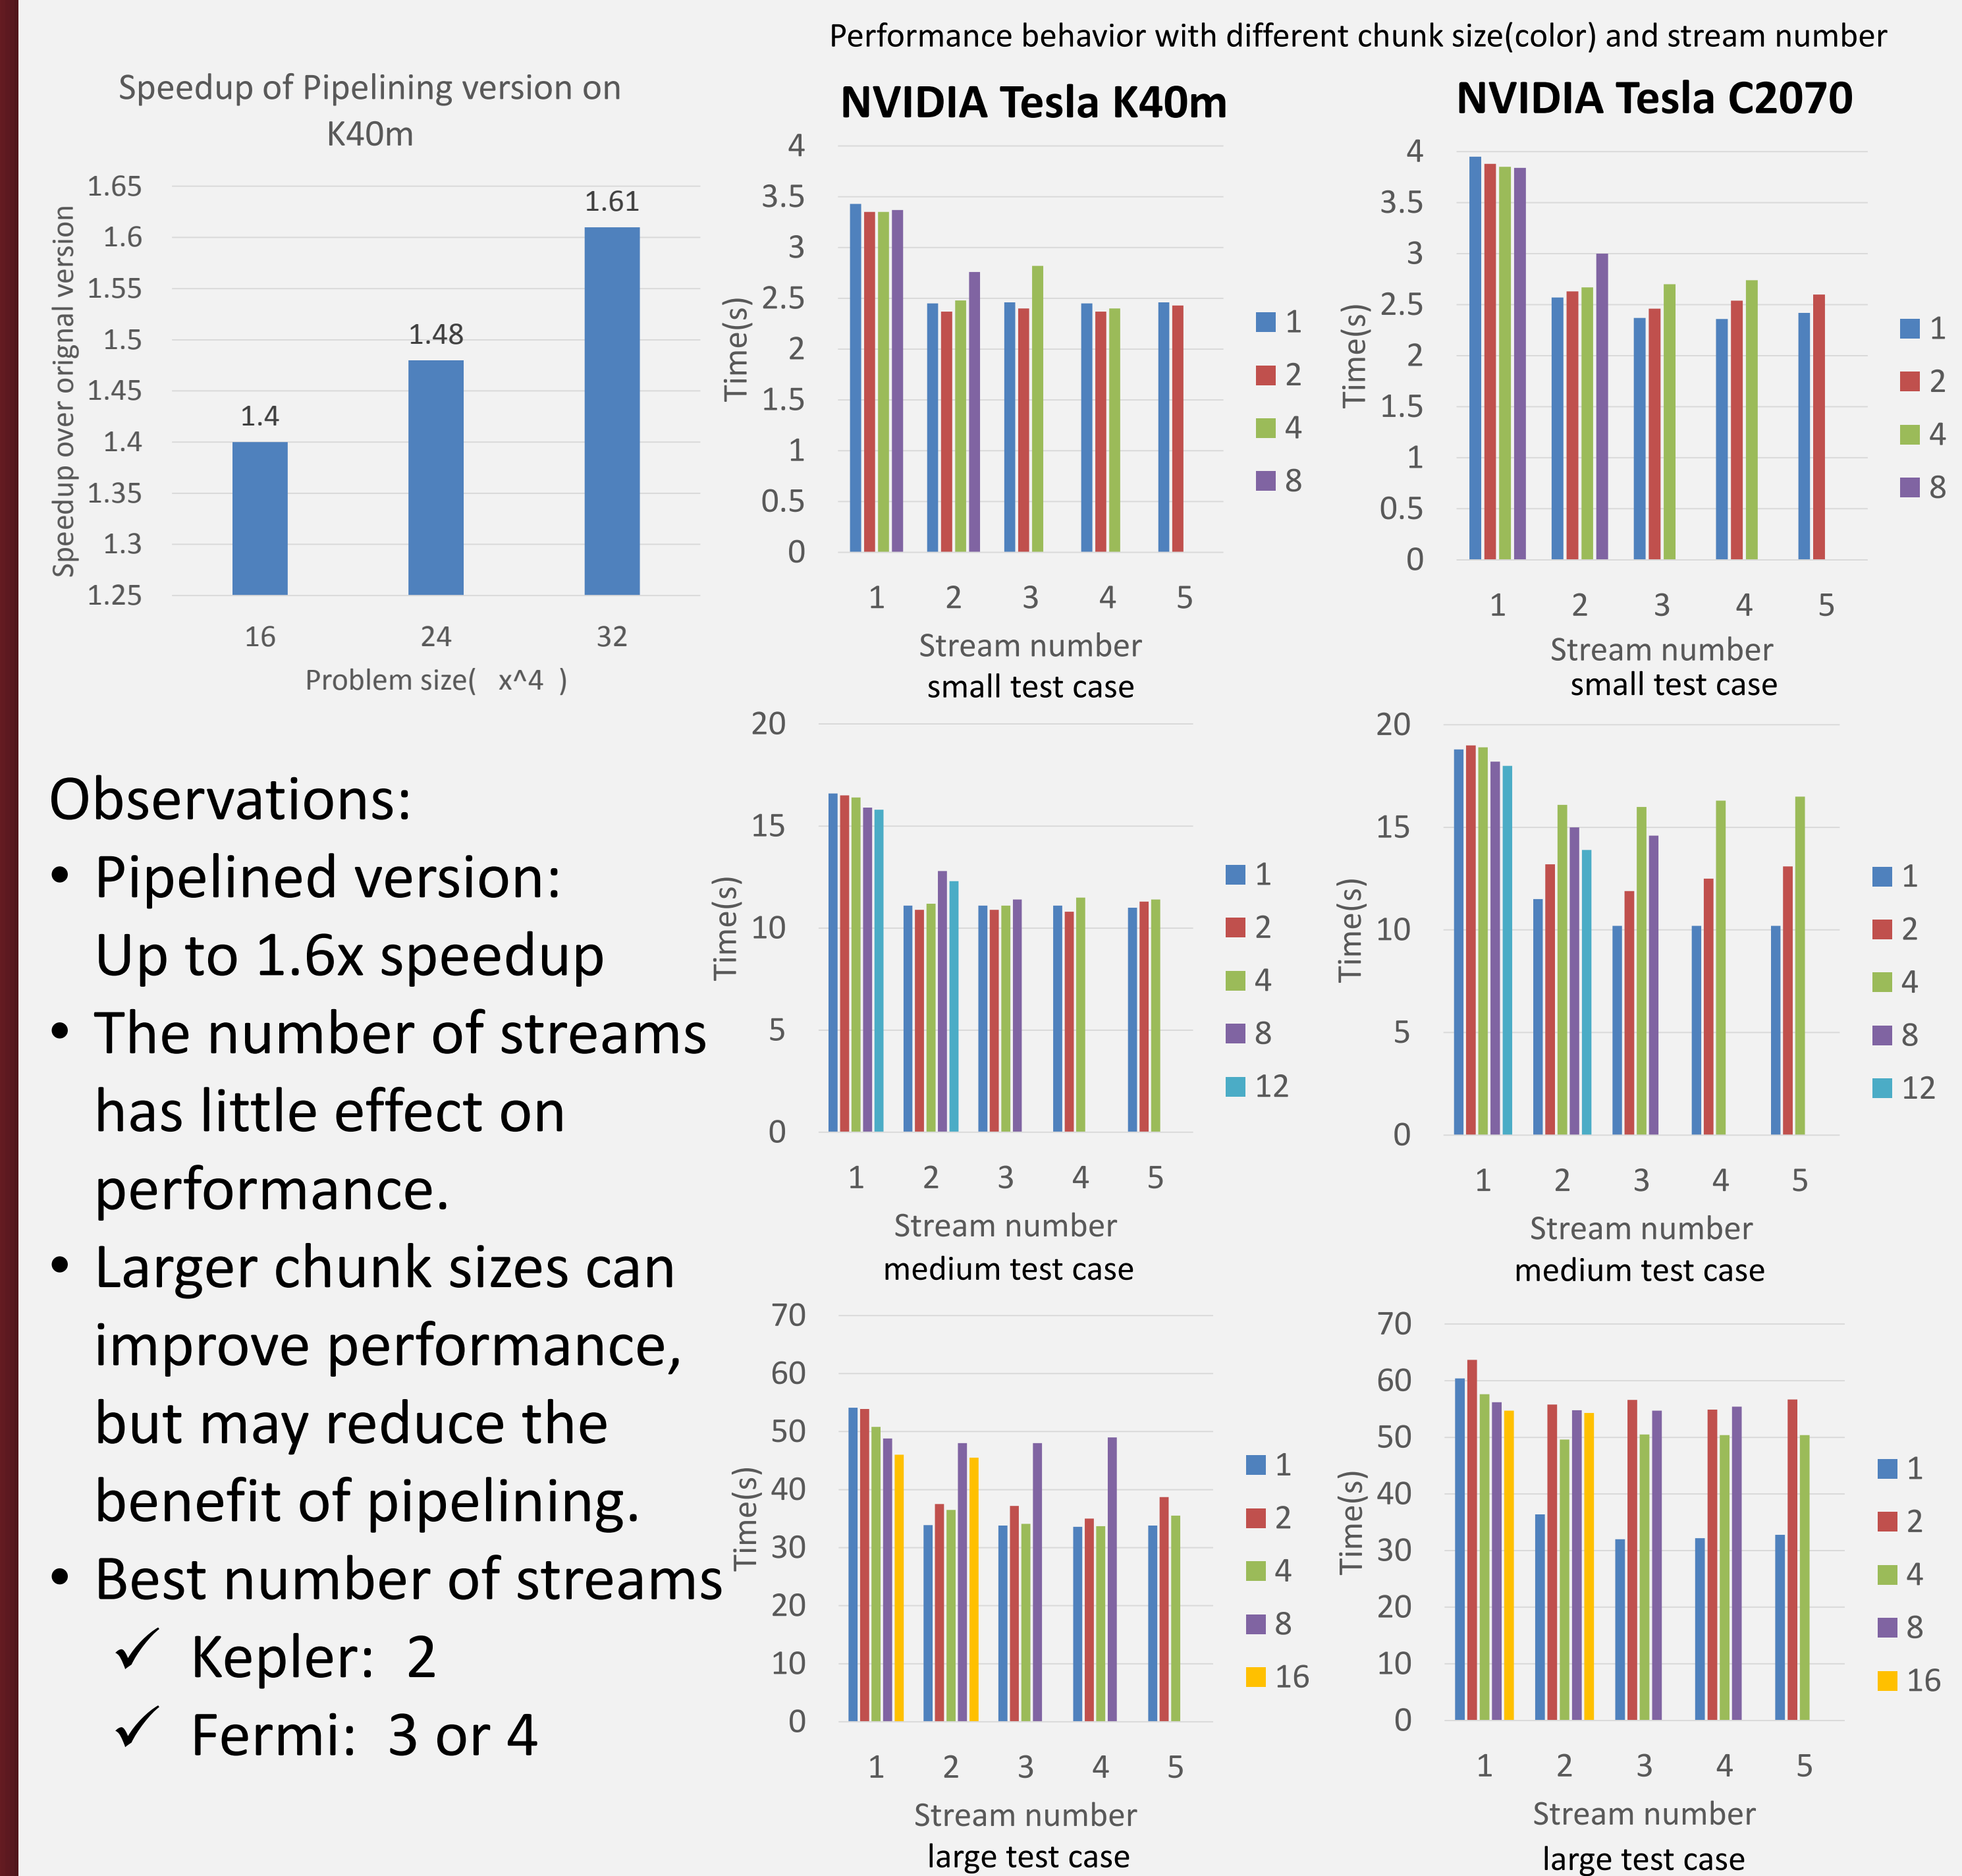 Performance behavior with different chunk size(color) and stream number
Speedup of Pipelining version on
K40m
Speedup over orignal version
1.65
1.6
1.55
1.5
1.45
1.4
1.35
1.3
1.25
1.4
1.48
1.61
16 24 32
Problem size( x^4 )
Observations:
• Pipelined version:
Up to 1.6x speedup
• The number of streams
has little effect on
performance.
• Larger chunk sizes can
improve performance,
but may reduce the
benefit of pipelining.
• Best number of streams
✓ Kepler: 2
✓ Fermi: 3 or 4
NVIDIA Tesla K40m
Time(s)
4
3.5
3
2.5
2
1.5
1
0.5
0
1 2 3 4 5
Stream number
small test case
1
2
4
8
NVIDIA Tesla C2070
Time(s)
4
3.5
3
2.5
2
1.5
1
0.5
0
1 2 3 4 5
Stream number
small test case
1
2
4
8
Time(s)
20
15
10
5
0
1 2 3 4 5
Stream number
medium test case
1
2
4
8
12
Time(s)
20
15
10
5
0
1 2 3 4 5
Stream number
medium test case
1
2
4
8
12
Time(s)
70
60
50
40
30
20
10
0
1 2 3 4 5
Stream number
large test case
1
2
4
8
16
Time(s)
70
60
50
40
30
20
10
0
1 2 3 4 5
Stream number
large test case
1
2
4
8
16